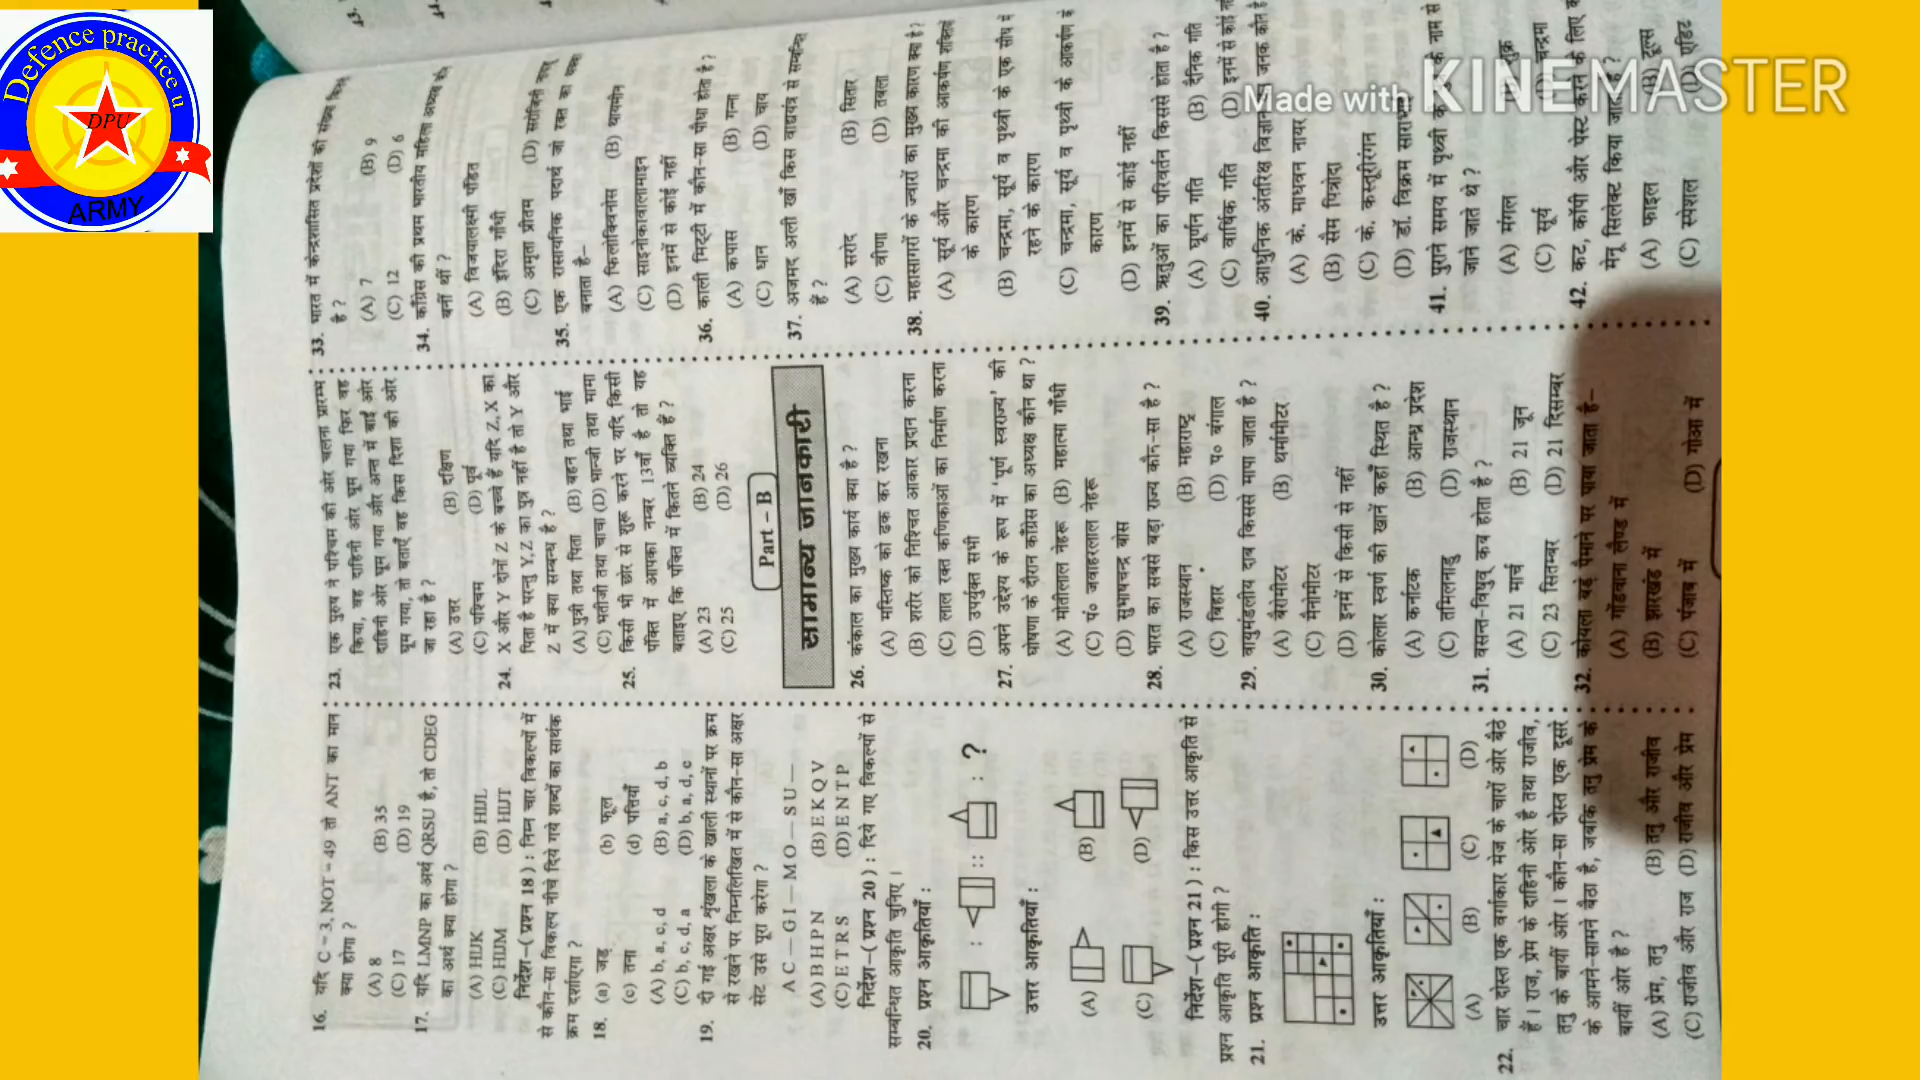 Defence practice u
DPU
ARMY
Made with KINEMASTER
16. यदि C – 3, NOT – 49 तो ANT का मान
क्या होगा ?
(A) 8 (B) 35
(C) 17 (D) 19
17. यदि LMNP का अर्थ QRSU है, तो CDEG
का अर्थ क्या होगा ?
(A) HIJK (B) HIJL
(C) HIJM (D) HIJT
निर्देश–( प्रश्न 18 ) : निम्न चार विकल्पों में
से कौन-सा विकल्प नीचे दिये गये शब्दों का सार्थक
क्रम दर्शाएगा ?
18. (a) जड़ (b) फूल
(c) तना (d) पत्तियाँ
(A) b, a, c, d (B) a, c, d, b
(C) b, c, d, a (D) b, a, d, c
19. दी गई अक्षर श्रृंखला के खाली स्थानों पर क्रम
से रखने पर निम्नलिखित में से कौन-सा अक्षर
सेट उसे पूरा करेगा ?
A C — G I — M O — S U —
(A) B H P N (B) E K Q V
(C) E T R S (D) E N T P
निर्देश–( प्रश्न 20 ) : दिये गए विकल्पों से
सम्बन्धित आकृति चुनिए ।
20. प्रश्न आकृतियाँ :
: :: : ?
उत्तर आकृतियाँ :
(A) (B)
(C) (D)
निर्देश–( प्रश्न 21 ) : किस उत्तर आकृति से
प्रश्न आकृति पूरी होगी ?
21. प्रश्न आकृति :
उत्तर आकृतियाँ :
(A) (B) (C) (D)
22. चार दोस्त एक वर्गाकार मेज के चारों ओर बैठे
हैं । राज, प्रेम के दाहिनी ओर है तथा राजीव,
तनु के बायीं ओर । कौन-सा दोस्त एक दूसरे
के आमने-सामने बैठा है, जबकि तनु प्रेम के
बायीं ओर है ?
(A) प्रेम, तनु (B) तनु और राजीव
(C) राजीव और राज (D) राजीव और प्रेम
23. एक पुरुष ने पश्चिम की ओर चलना प्रारम्भ
किया, वह दाहिनी ओर घूम गया फिर वह
दाहिनी ओर घूम गया और अन्त में बाईं ओर
घूम गया, तो बताएँ वह किस दिशा की ओर
जा रहा है ?
(A) उत्तर (B) दक्षिण
(C) पश्चिम (D) पूर्व
24. X और Y दोनों Z के बच्चे हैं यदि Z, X का
पिता है परन्तु Y, Z का पुत्र नहीं है तो Y और
Z में क्या सम्बन्ध है ?
(A) पुत्री तथा पिता (B) बहन तथा भाई
(C) भतीजी तथा चाचा (D) भान्जी तथा मामा
25. किसी भी छोर से शुरू करने पर यदि किसी
पंक्ति में आपका नम्बर 13वाँ है तो यह
बताइए कि पंक्ति में कितने व्यक्ति हैं ?
(A) 23 (B) 24
(C) 25 (D) 26
Part – B
सामान्य जानकारी
26. कंकाल का मुख्य कार्य क्या है ?
(A) मस्तिष्क को ढक कर रखना
(B) शरीर को निश्चित आकार प्रदान करना
(C) लाल रक्त कणिकाओं का निर्माण करना
(D) उपर्युक्त सभी
27. अपने उद्देश्य के रूप में 'पूर्ण स्वराज्य' की
घोषणा के दौरान काँग्रेस का अध्यक्ष कौन था ?
(A) मोतीलाल नेहरू (B) महात्मा गाँधी
(C) पं० जवाहरलाल नेहरू
(D) सुभाषचन्द्र बोस
28. भारत का सबसे बड़ा राज्य कौन-सा है ?
(A) राजस्थान (B) महाराष्ट्र
(C) बिहार (D) प० बंगाल
29. वायुमंडलीय दाब किससे मापा जाता है ?
(A) बैरोमीटर (B) थर्मामीटर
(C) मैनोमीटर
(D) इनमें से किसी से नहीं
30. कोलार स्वर्ण की खानें कहाँ स्थित है ?
(A) कर्नाटक (B) आन्ध्र प्रदेश
(C) तमिलनाडु (D) राजस्थान
31. वसन्त-विषुव् कब होता है ?
(A) 21 मार्च (B) 21 जून
(C) 23 सितम्बर (D) 21 दिसम्बर
32. कोयला बड़े पैमाने पर पाया जाता है–
(A) गोंडवाना लैण्ड में
(B) झारखंड में
(C) पंजाब में (D) गोआ में
33. भारत में केन्द्रशासित प्रदेशों की संख्या
है ?
(A) 7 (B) 9
(C) 12 (D) 6
34. काँग्रेस की प्रथम भारतीय महिला अध्यक्ष
बनीं थीं ?
(A) विजयालक्ष्मी पंडित
(B) इंदिरा गाँधी
(C) अमृता प्रीतम (D) सरोजिनी
35. एक रासायनिक पदार्थ जो रक्त का
बनाता है–
(A) फिलोक्विनोस (B) थायमीन
(C) साइनोकाबालामाइन
(D) इनमें से कोई नहीं
36. काली मिट्टी में कौन-सा पौधा होता है ?
(A) कपास (B) गन्ना
(C) धान (D) चाय
37. अजमद अली खाँ किस वाद्ययंत्र से सम्बन्धित
हैं ?
(A) सरोद (B) सितार
(C) वीणा (D) तबला
38. महासागरों के ज्वारों का मुख्य कारण क्या है ?
(A) सूर्य और चन्द्रमा की आकर्षण शक्तियों
के कारण
(B) चन्द्रमा, सूर्य व पृथ्वी के एक सीध में
रहने के कारण
(C) चन्द्रमा, सूर्य व पृथ्वी के आकर्षण के
कारण
(D) इनमें से कोई नहीं
39. ऋतुओं का परिवर्तन किससे होता है ?
(A) घूर्णन गति (B) दैनिक गति
(C) वार्षिक गति (D) इनमें से कोई
40. आधुनिक अंतरिक्ष विज्ञान जनक कौन
(A) के. माधवन नायर
(B) सैम पित्रोदा
(C) के. कस्तूरीरंगन
(D) डॉ. विक्रम साराभाई
41. पुराने समय में पृथ्वी के के नाम से
जाने जाते थे ?
(A) मंगल शुक्र
(C) सूर्य चन्द्रमा
42. कट, कॉपी और पेस्ट करने के लिए
मेनू सिलेक्ट किया जाता है ?
(A) फाइल (B) टूल्स
(C) स्पेशल (D) एडिट